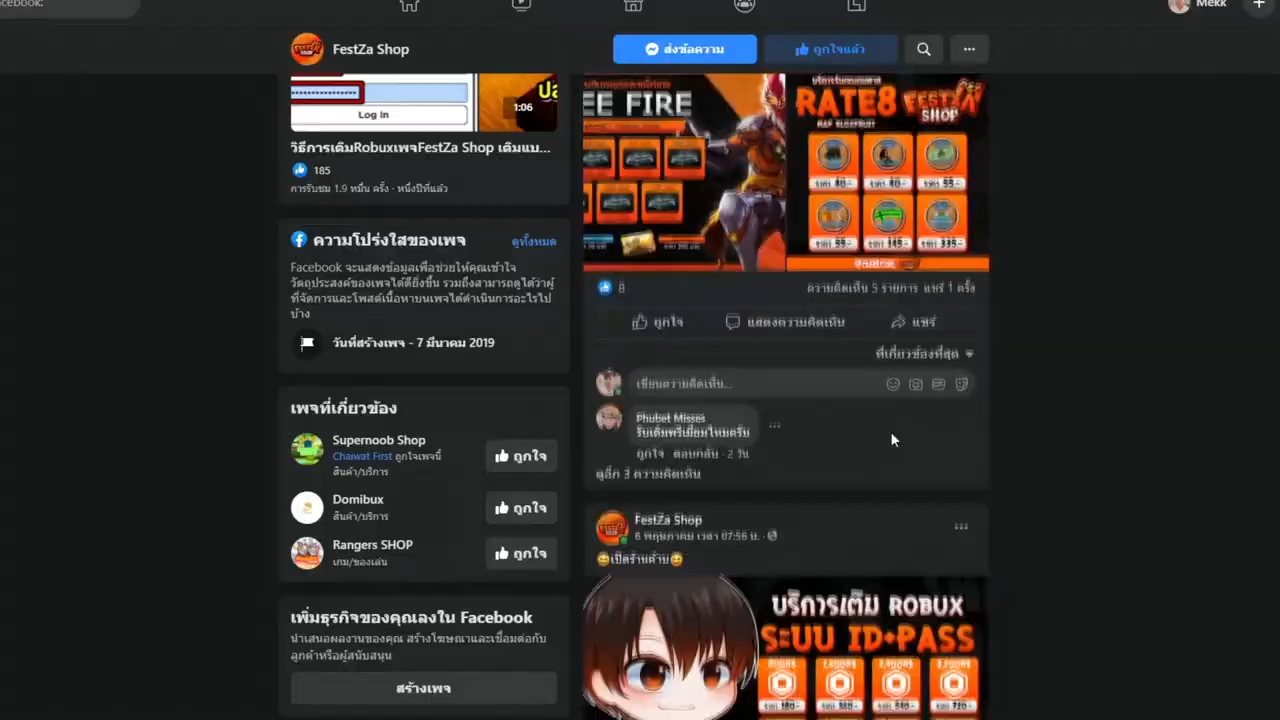 Mekk
FestZa Shop
ส่งข้อความ
ถูกใจแล้ว
Log In
1:06
วิธีการเติมRobuxเพจFestZa Shop เติมแบ...
185
การรับชม 1.9 หมื่น ครั้ง · หนึ่งปีที่แล้ว
ความโปร่งใสของเพจ
ดูทั้งหมด
Facebook จะแสดงข้อมูลเพื่อช่วยให้คุณเข้าใจ
วัตถุประสงค์ของเพจได้ดียิ่งขึ้น รวมถึงสามารถดูได้ว่าผู้
ที่จัดการและโพสต์เนื้อหาบนเพจได้ดำเนินการอะไรไป
บ้าง
วันที่สร้างเพจ - 7 มีนาคม 2019
เพจที่เกี่ยวข้อง
Supernoob Shop
Chaiwat First ถูกใจเพจนี้
สินค้า/บริการ
ถูกใจ
Domibux
สินค้า/บริการ
ถูกใจ
Rangers SHOP
เกม/ของเล่น
ถูกใจ
เพิ่มธุรกิจของคุณลงใน Facebook
นำเสนอผลงานของคุณ สร้างโฆษณาและเชื่อมต่อกับ
ลูกค้าหรือผู้สนับสนุน
สร้างเพจ
EE FIRE
RATE8 FESTZA
SHOP
8
ความคิดเห็น 5 รายการ แชร์ 1 ครั้ง
ถูกใจ
แสดงความคิดเห็น
แชร์
ที่เกี่ยวข้องที่สุด
เขียนความคิดเห็น...
Phubet Misses
รับเติมพรีเมี่ยมไหมครับ
ถูกใจ ตอบกลับ · 2 วัน
ดูอีก 3 ความคิดเห็น
FestZa Shop
6 พฤษภาคม เวลา 07:56 น.
เปิดร้านค้าบ
บริการเติม ROBUX
ระบบ ID+PASS